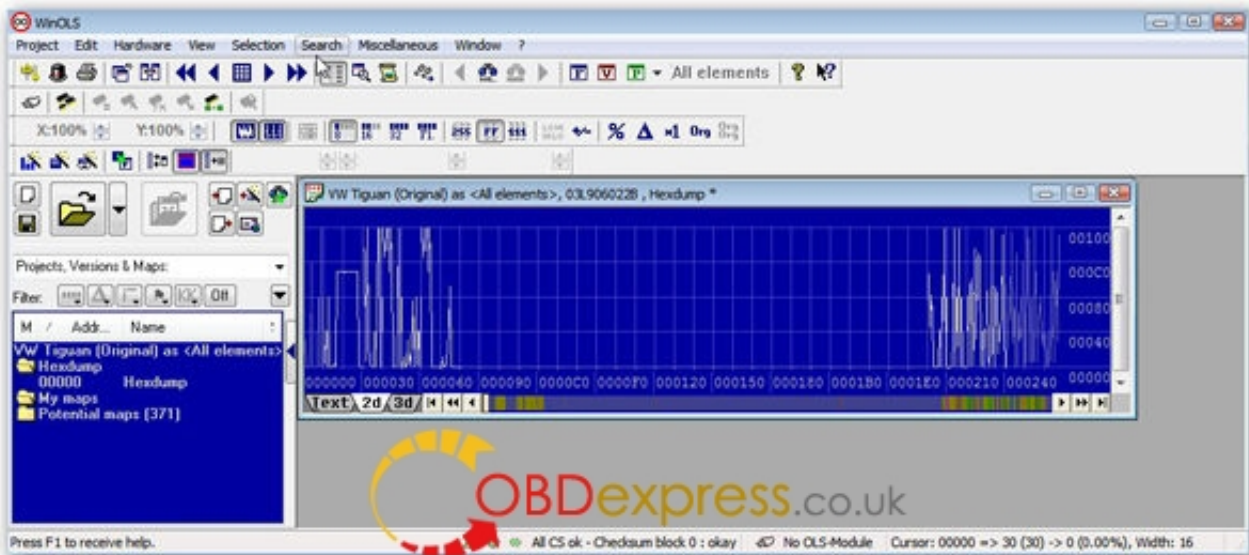 WinOLS
Project Edit Hardware View Selection Search Miscellaneous Window ?
All elements
X:100% Y:100% % Δ Org
Projects, Versions & Maps:
Filter: Off
M / Addr... Name
VW Tiguan (Original) as <All elements>
Hexdump
00000 Hexdump
My maps
Potential maps (371)
VW Tiguan (Original) as <All elements>, 03L906022B , Hexdump *
00100
000C0
00080
00040
00000
000000 000030 000060 000090 0000C0 0000F0 000120 000150 000180 0001B0 0001E0 000210 000240
Text 2d 3d
OBDexpress.co.uk
Press F1 to receive help. All CS ok - Checksum block 0 : okay No OLS-Module Cursor: 00000 => 30 (30) -> 0 (0.00%), Width: 16